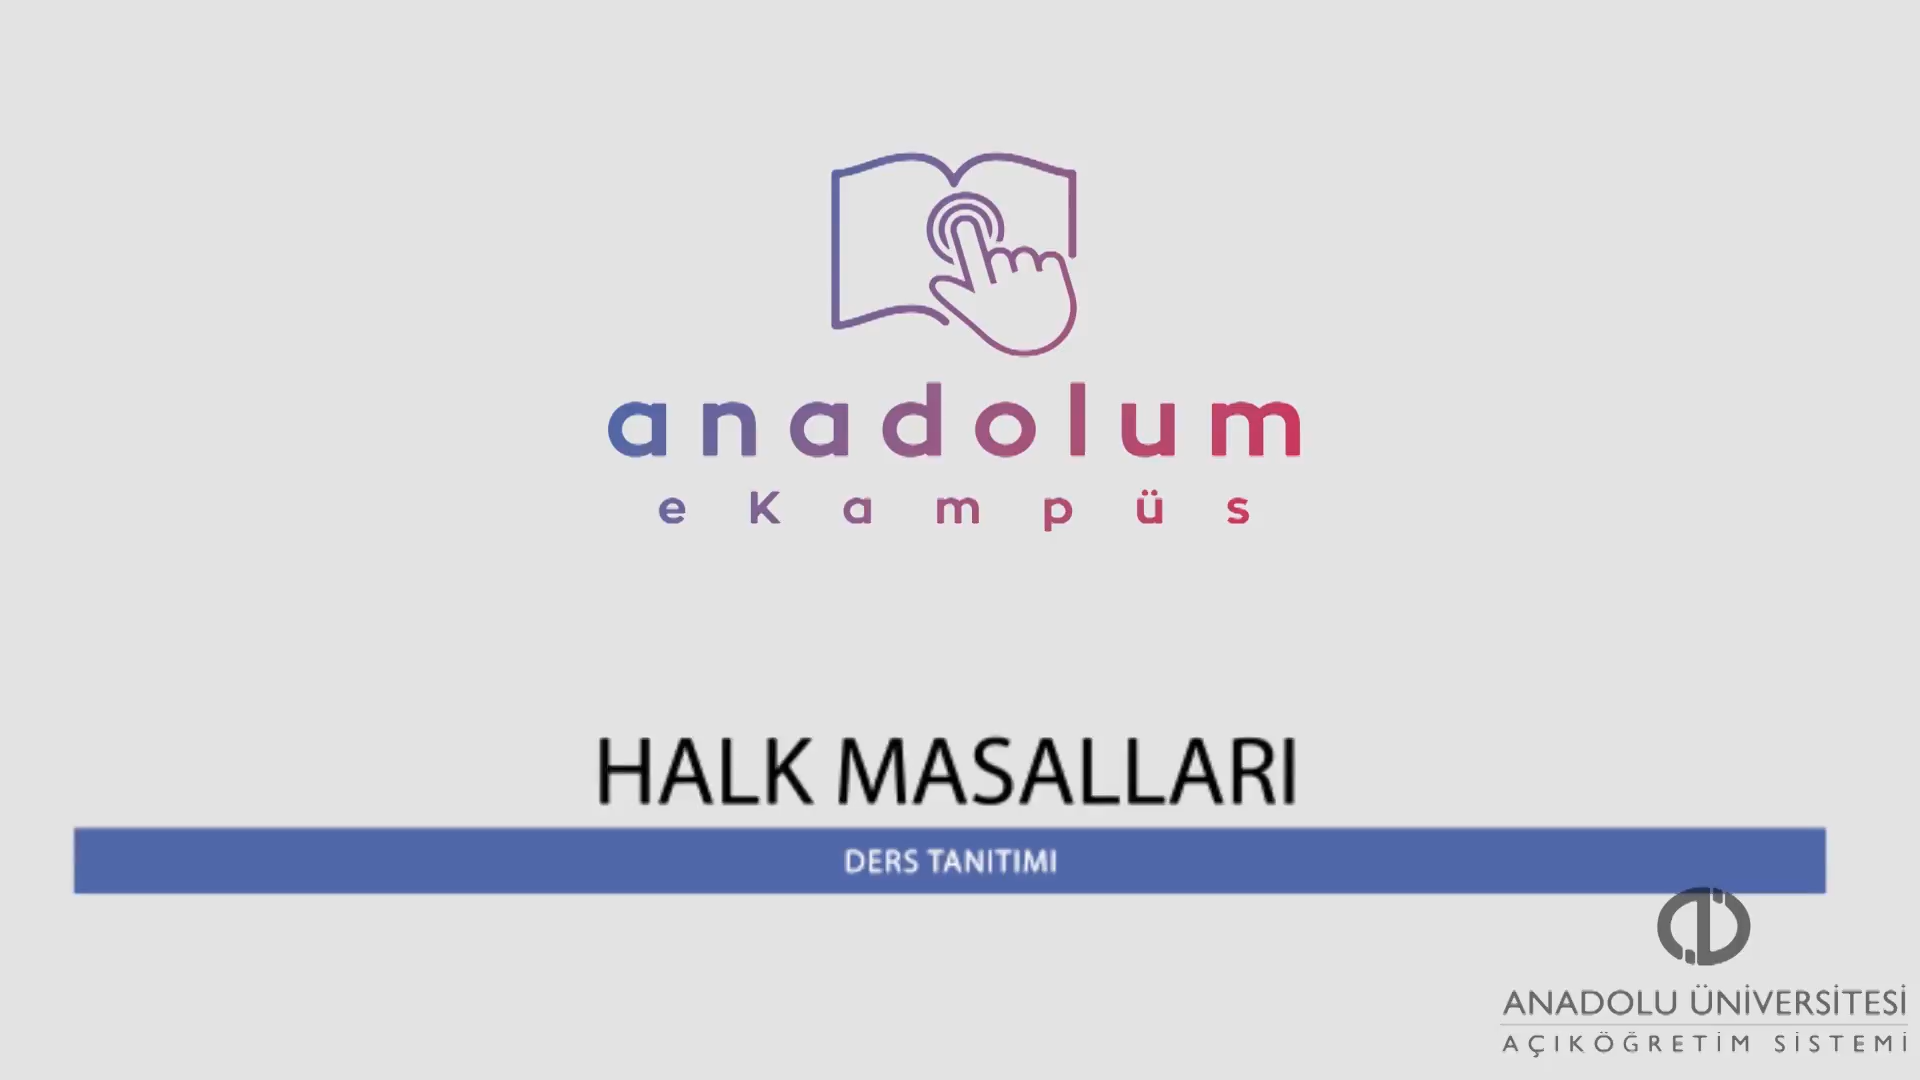 anadolum
eKampüs
HALK MASALLARI
DERS TANITIMI
ANADOLU ÜNİVERSİTESİ
AÇIKÖĞRETİM SİSTEMİ